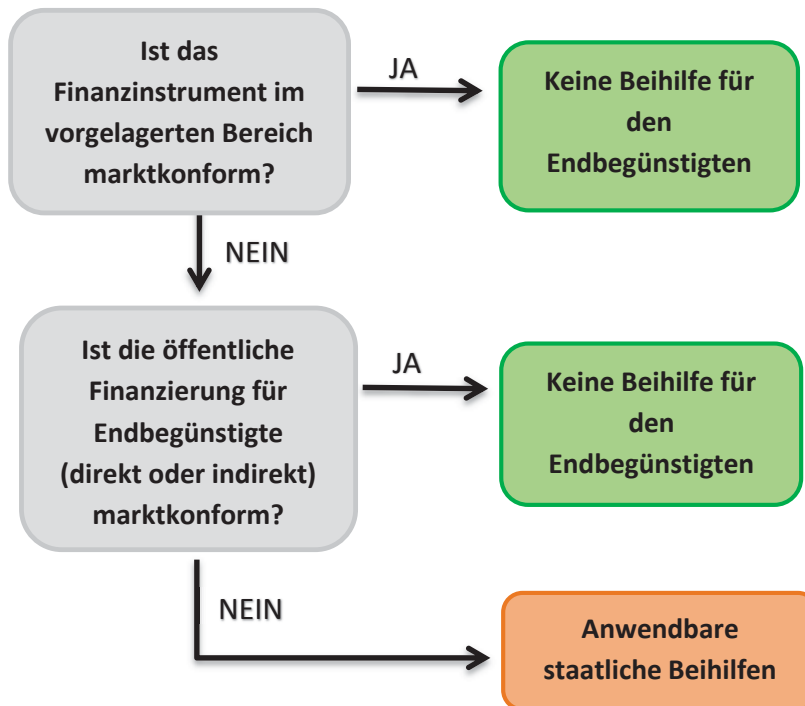 Ist das
Finanzinstrument im
vorgelagerten Bereich
marktkonform?
JA
Keine Beihilfe für
den
Endbegünstigten
NEIN
Ist die öffentliche
Finanzierung für
Endbegünstigte
(direkt oder indirekt)
marktkonform?
JA
Keine Beihilfe für
den
Endbegünstigten
NEIN
Anwendbare
staatliche Beihilfen